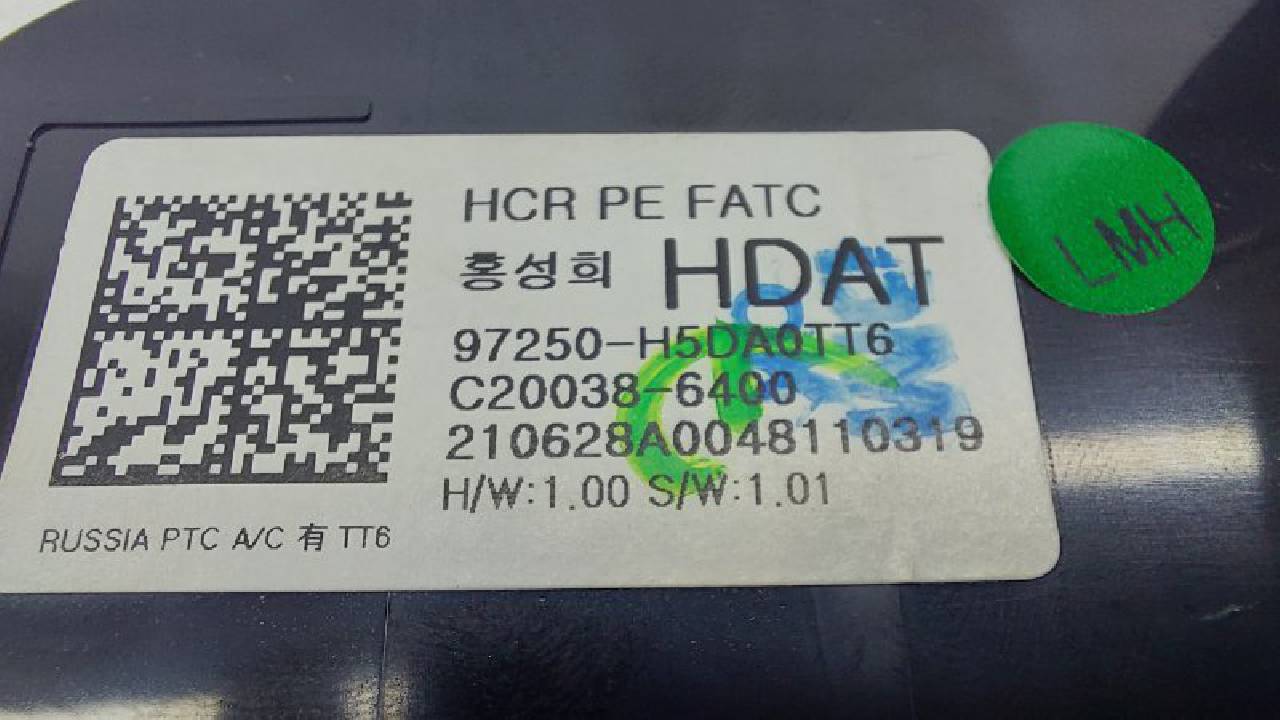 HCR PE FATC
홍성희 HDAT
97250-H5DA0TT6
C20038-6400
210628A0048110319
H/W:1.00 S/W:1.01
RUSSIA PTC A/C 有 TT6
LMH